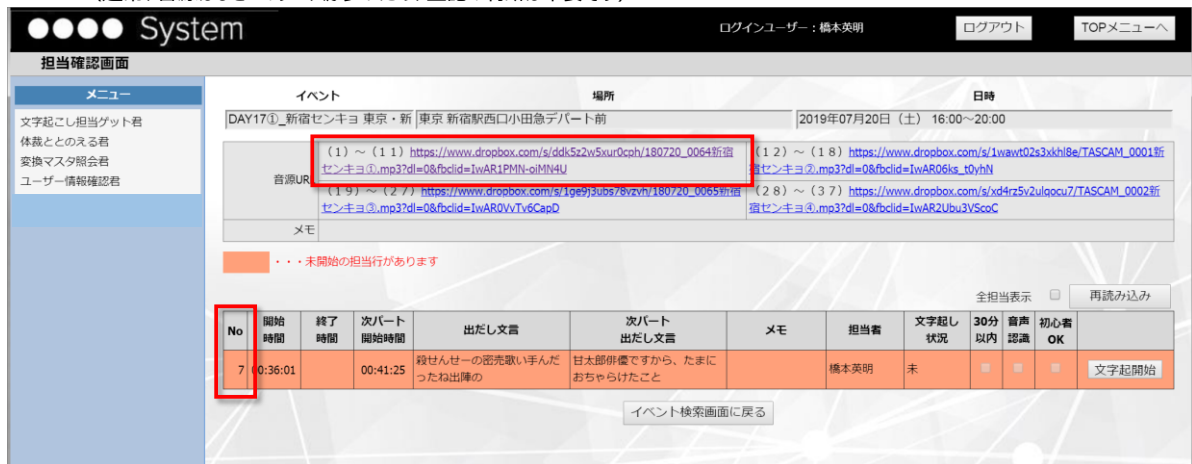 ●●●● System
ログインユーザー：橋本英明
ログアウト
TOPメニューへ
担当確認画面
メニュー
文字起こし担当ゲット君
体裁ととのえる君
変換マスタ照会君
ユーザー情報確認君
イベント 場所 日時
DAY17①_新宿センキョ 東京・新 東京 新宿駅西口小田急デパート前 2019年07月20日（土） 16:00～20:00
音源UR
（1）～（11）https://www.dropbox.com/s/ddk5z2w5xur0cph/180720_0064新宿
センキョ①.mp3?dl=0&fbclid=IwAR1PMN-oiMN4U
（12）～（18）https://www.dropbox.com/s/1wawt02s3xkhl8e/TASCAM_0001新
宿センキョ②.mp3?dl=0&fbclid=IwAR06ks_t0yhN
（19）～（27）https://www.dropbox.com/s/1ge9j3ubs78vzvh/180720_0065新宿
センキョ③.mp3?dl=0&fbclid=IwAR0VvTv6CapD
（28）～（37）https://www.dropbox.com/s/xd4rz5v2ulqocu7/TASCAM_0002新
宿センキョ④.mp3?dl=0&fbclid=IwAR2Ubu3VScoC
メモ
・・・未開始の担当行があります
全担当表示
再読み込み
No 開始時間 終了時間 次パート開始時間 出だし文言 次パート出だし文言 メモ 担当者 文字起し状況 30分以内 音声認識 初心者OK
7 00:36:01 00:41:25 殺せんせーの密売歌い手んだったね出陣の 甘太郎俳優ですから、たまにおちゃらけたこと 橋本英明 未 文字起開始
イベント検索画面に戻る